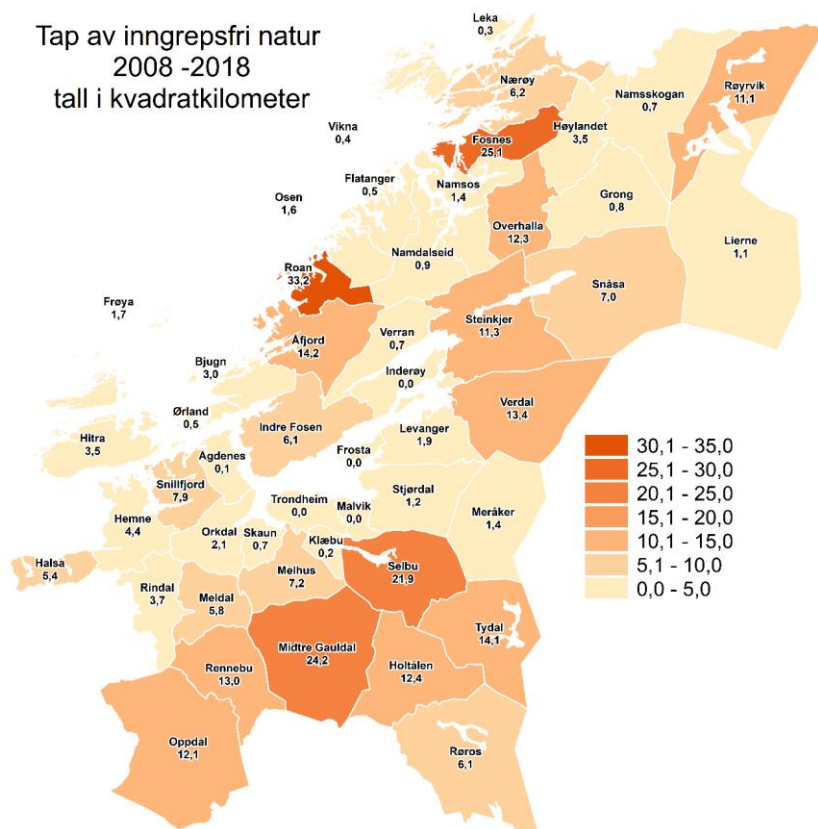 Tap av inngrepsfri natur
2008 -2018
tall i kvadratkilometer
Leka
0,3
Nærøy
6,2
Namsskogan
0,7
Røyrvik
11,1
Vikna
0,4
Fosnes
25,1
Høylandet
3,5
Flatanger
0,5
Namsos
1,4
Grong
0,8
Osen
1,6
Overhalla
12,3
Lierne
1,1
Namdalseid
0,9
Roan
33,2
Snåsa
7,0
Frøya
1,7
Steinkjer
11,3
Verran
0,7
Åfjord
14,2
Bjugn
3,0
Inderøy
0,0
Verdal
13,4
Ørland
0,5
Indre Fosen
6,1
Levanger
1,9
Hitra
3,5
Agdenes
0,1
Frosta
0,0
Snillfjord
7,9
Trondheim
0,0
Malvik
0,0
Stjørdal
1,2
Meråker
1,4
Hemne
4,4
Orkdal
2,1
Skaun
0,7
Klæbu
0,2
Halsa
5,4
Melhus
7,2
Selbu
21,9
Rindal
3,7
Meldal
5,8
Tydal
14,1
Midtre Gauldal
24,2
Holtålen
12,4
Rennebu
13,0
Oppdal
12,1
Røros
6,1
30,1 - 35,0
25,1 - 30,0
20,1 - 25,0
15,1 - 20,0
10,1 - 15,0
5,1 - 10,0
0,0 - 5,0